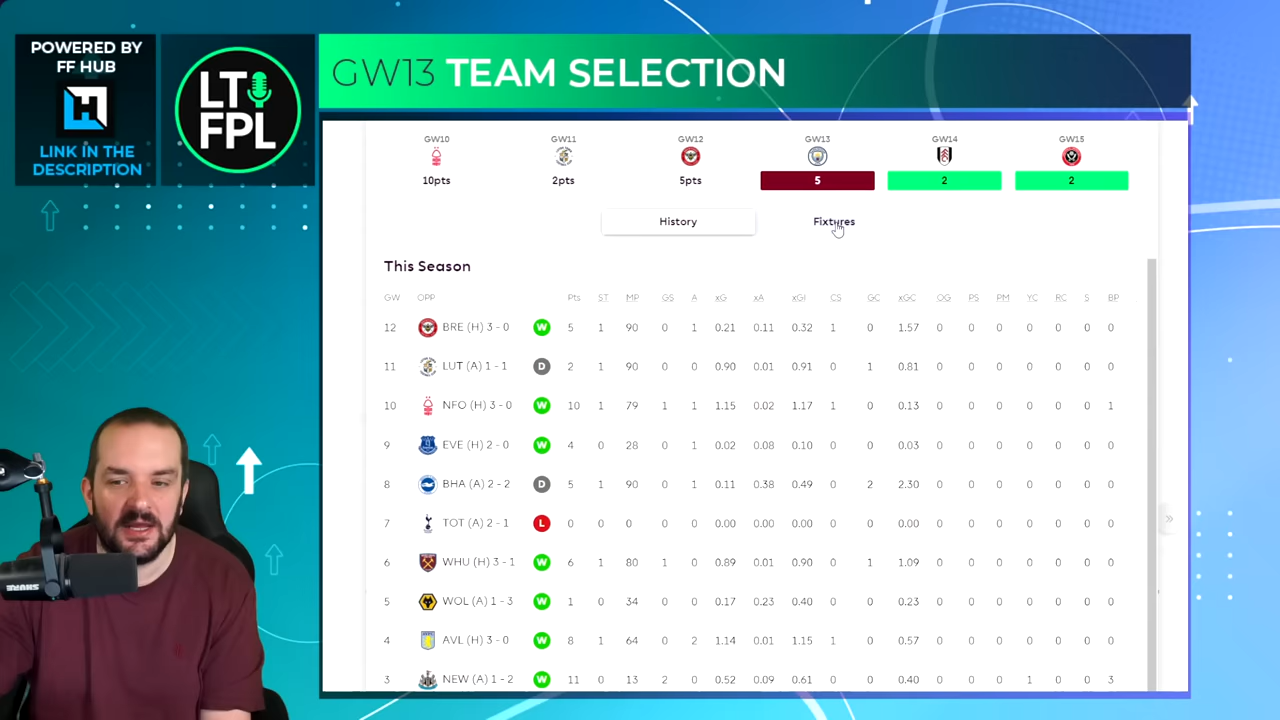 POWERED BY
FF HUB
LINK IN THE
DESCRIPTION
LT
FPL
GW13 TEAM SELECTION
GW10 GW11 GW12 GW13 GW14 GW15
10pts 2pts 5pts 5 2 2
History Fixtures
This Season
GW OPP Pts ST MP GS A xG xA xGI CS GC xGC OG PS PM YC RC S BP
12 BRE (H) 3 - 0 W 5 1 90 0 1 0.21 0.11 0.32 1 0 1.57 0 0 0 0 0 0 0
11 LUT (A) 1 - 1 D 2 1 90 0 0 0.90 0.01 0.91 0 1 0.81 0 0 0 0 0 0 0
10 NFO (H) 3 - 0 W 10 1 79 1 1 1.15 0.02 1.17 1 0 0.13 0 0 0 0 0 0 1
9 EVE (H) 2 - 0 W 4 0 28 0 1 0.02 0.08 0.10 0 0 0.03 0 0 0 0 0 0 0
8 BHA (A) 2 - 2 D 5 1 90 0 1 0.11 0.38 0.49 0 2 2.30 0 0 0 0 0 0 0
7 TOT (A) 2 - 1 L 0 0 0 0 0 0.00 0.00 0.00 0 0 0.00 0 0 0 0 0 0 0
6 WHU (H) 3 - 1 W 6 1 80 1 0 0.89 0.01 0.90 0 1 1.09 0 0 0 0 0 0 0
5 WOL (A) 1 - 3 W 1 0 34 0 0 0.17 0.23 0.40 0 0 0.23 0 0 0 0 0 0 0
4 AVL (H) 3 - 0 W 8 1 64 0 2 1.14 0.01 1.15 1 0 0.57 0 0 0 0 0 0 0
3 NEW (A) 1 - 2 W 11 0 13 2 0 0.52 0.09 0.61 0 0 0.40 0 0 0 1 0 0 3
SHURE